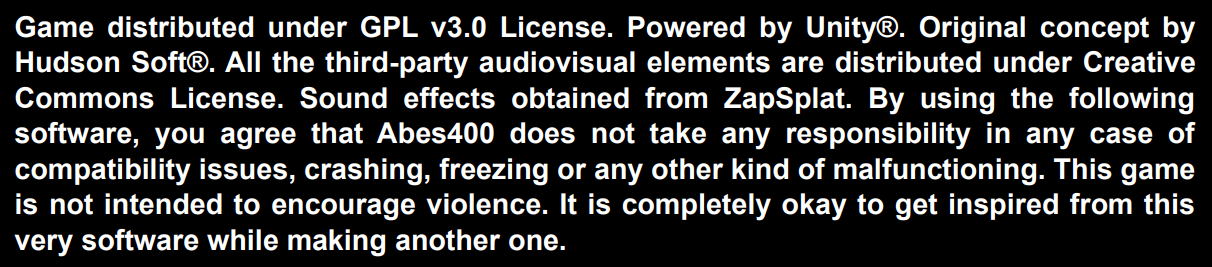 Game distributed under GPL v3.0 License. Powered by Unity®. Original concept by
Hudson Soft®. All the third-party audiovisual elements are distributed under Creative
Commons License. Sound effects obtained from ZapSplat. By using the following
software, you agree that Abes400 does not take any responsibility in any case of
compatibility issues, crashing, freezing or any other kind of malfunctioning. This game
is not intended to encourage violence. It is completely okay to get inspired from this
very software while making another one.